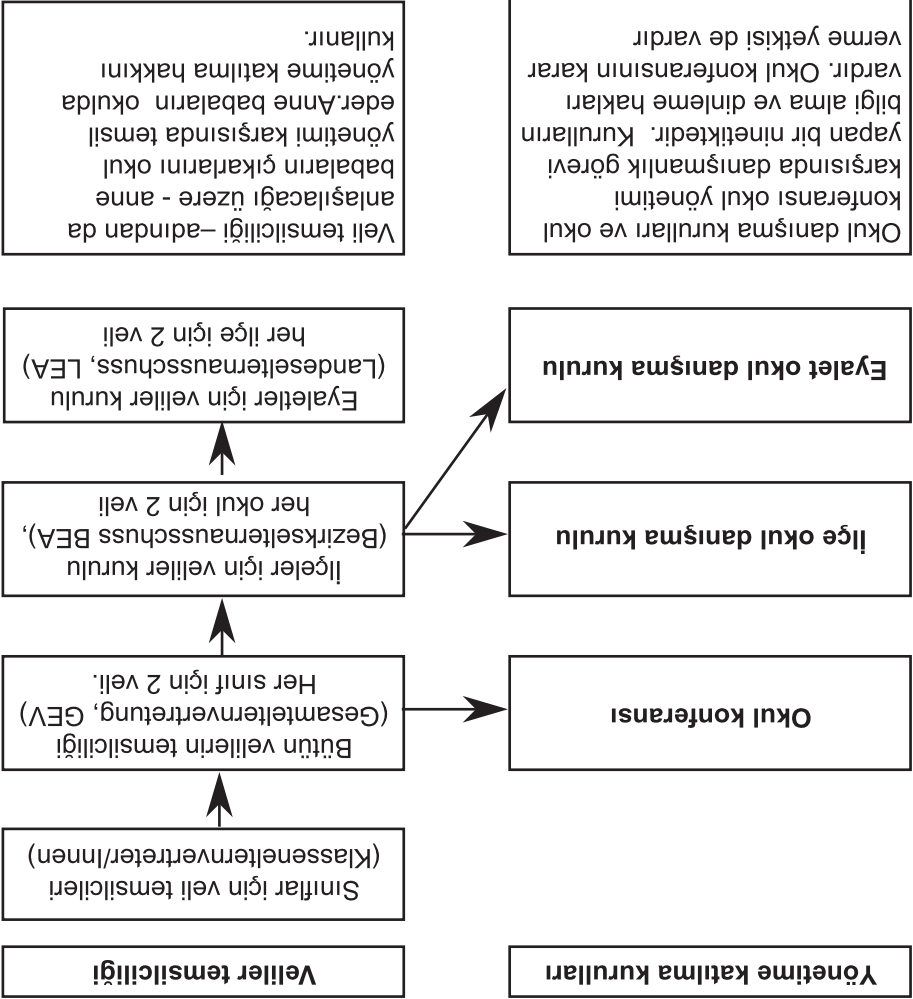 Yönetime katılma kurulları
Veliler temsilciliği
Sınıflar için veli temsilcileri
(Klassenelternvertreter/Innen)
Okul konferansı
Bütün velilerin temsilciliği
(Gesamtelternvertretung, GEV)
Her sınıf için 2 veli.
İlçe okul danışma kurulu
İlçeler için veliler kurulu
(Bezirkselternausschuss BEA),
her okul için 2 veli
Eyalet okul danışma kurulu
Eyaletler için veliler kurulu
(Landeselternausschuss, LEA)
her ilçe için 2 veli
Okul danışma kurulları ve okul
konferansı okul yönetimi
karşısında danışmanlık görevi
yapan bir ninetiktedir. Kurulların
bilgi alma ve dinleme hakları
vardır. Okul konferansının karar
verme yetkisi de vardır
Veli temsilciliği –adından da
anlaşılacağı üzere - anne
babaların çıkarlarını okul
yönetimi karşısında temsil
eder.Anne babaların okulda
yönetime katılma hakkını
kullanır.